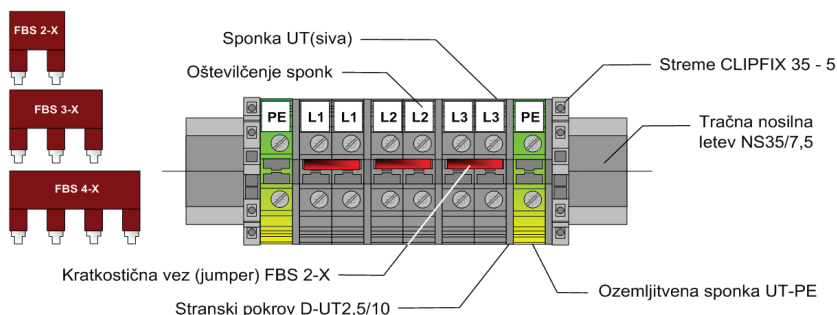 FBS 2-X
FBS 3-X
FBS 4-X
Sponka UT(siva)
Oštevilčenje sponk
Streme CLIPFIX 35 - 5
Tračna nosilna
letev NS35/7,5
PE L1 L1 L2 L2 L3 L3 PE
Kratkostična vez (jumper) FBS 2-X
Stranski pokrov D-UT2,5/10
Ozemljitvena sponka UT-PE